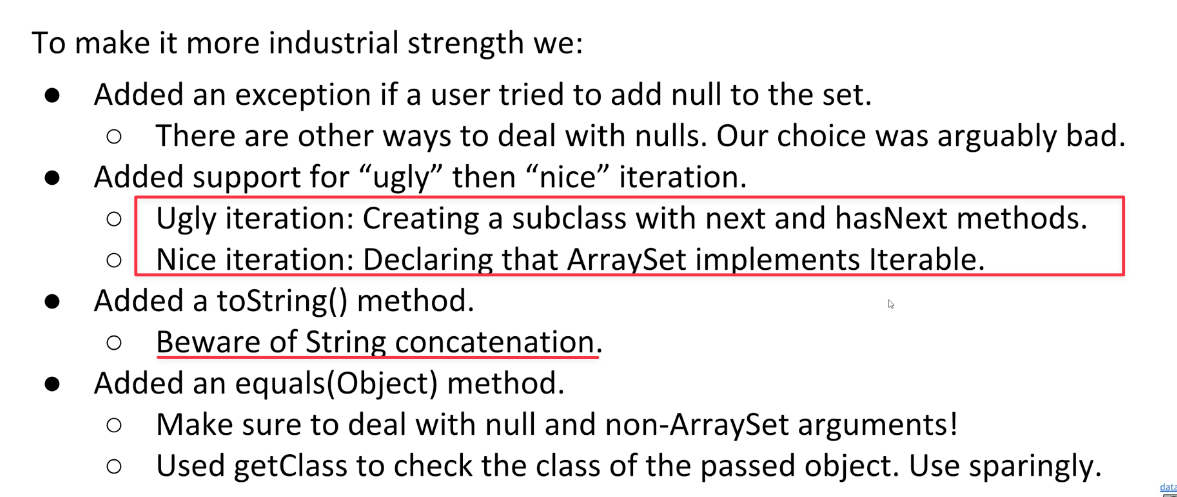 To make it more industrial strength we:
● Added an exception if a user tried to add null to the set.
○ There are other ways to deal with nulls. Our choice was arguably bad.
● Added support for “ugly” then “nice” iteration.
○ Ugly iteration: Creating a subclass with next and hasNext methods.
○ Nice iteration: Declaring that ArraySet implements Iterable.
● Added a toString() method.
○ Beware of String concatenation.
● Added an equals(Object) method.
○ Make sure to deal with null and non-ArraySet arguments!
○ Used getClass to check the class of the passed object. Use sparingly.
data